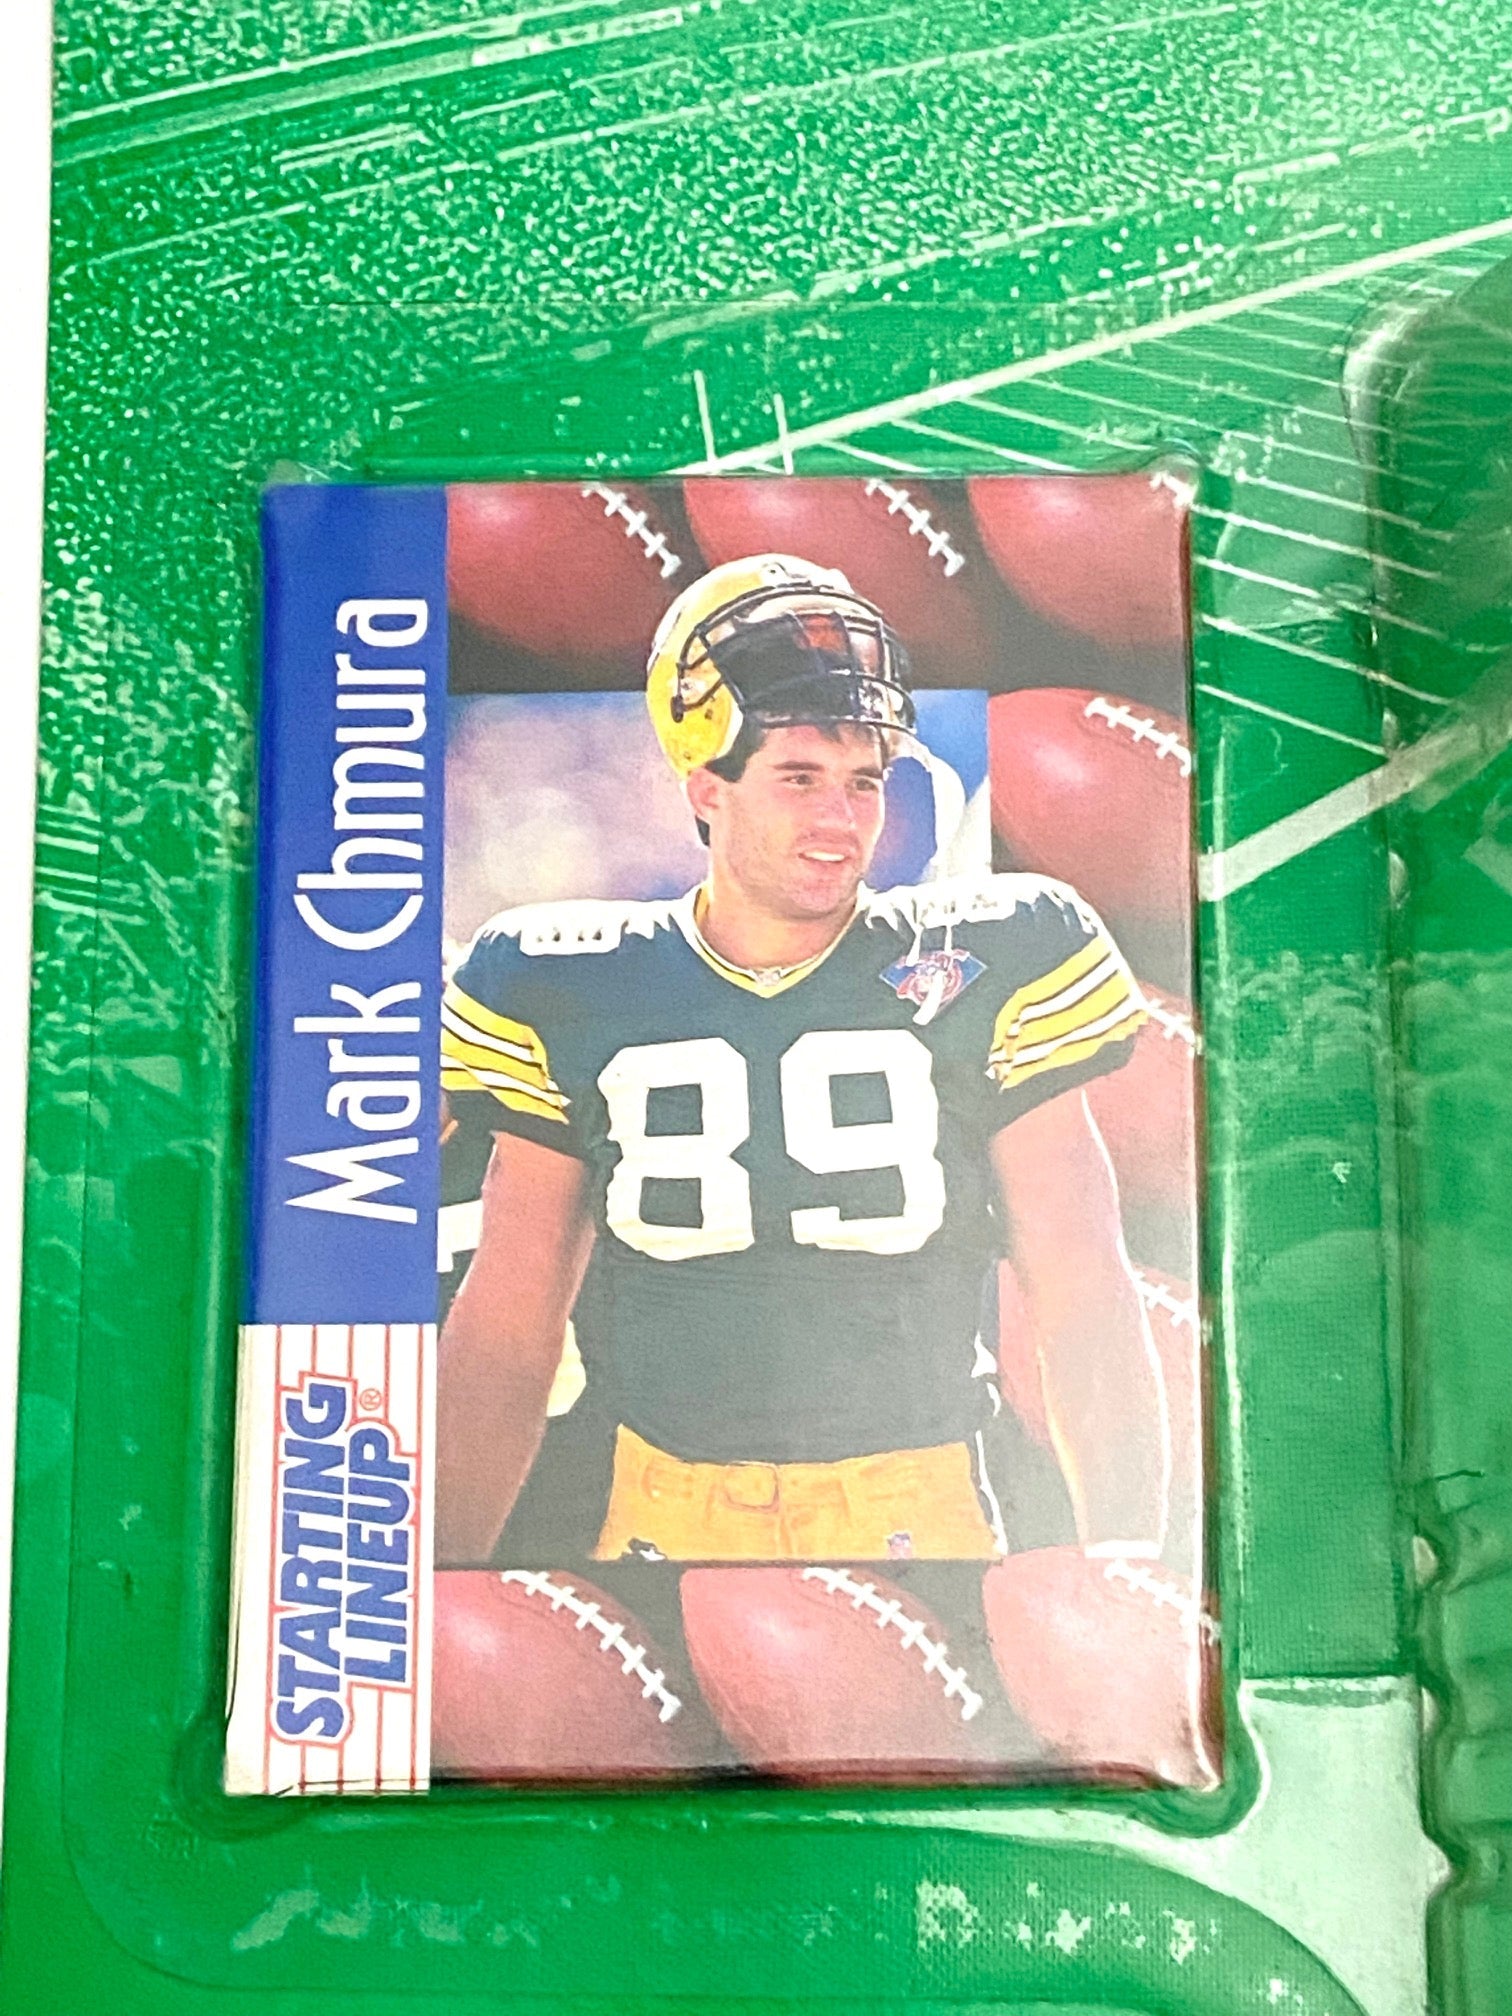 Mark Chmura
STARTING
LINEUP®
89